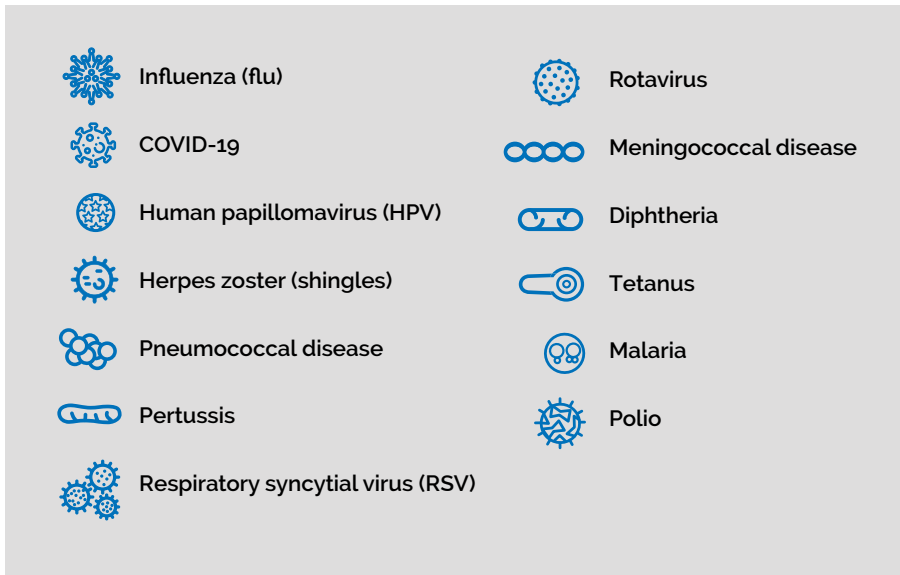 Influenza (flu)
COVID-19
Human papillomavirus (HPV)
Herpes zoster (shingles)
Pneumococcal disease
Pertussis
Respiratory syncytial virus (RSV)
Rotavirus
Meningococcal disease
Diphtheria
Tetanus
Malaria
Polio